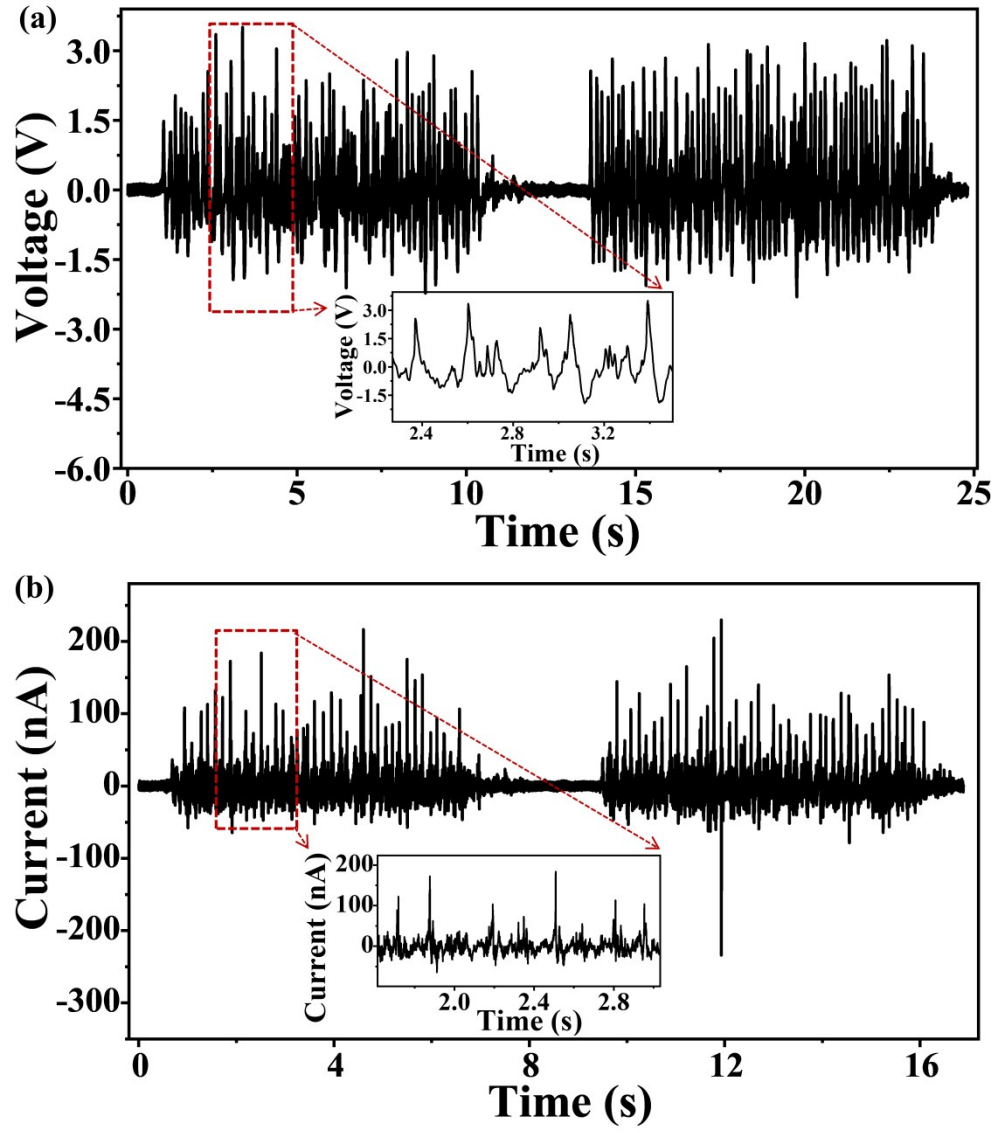 (a)
Voltage (V)
3.0
1.5
0.0
-1.5
-3.0
-4.5
-6.0
0 5 10 15 20 25
Time (s)
Voltage (V)
3.0
1.5
0.0
-1.5
2.4 2.8 3.2
Time (s)
(b)
Current (nA)
200
100
0
-100
-200
-300
0 4 8 12 16
Time (s)
Current (nA)
200
100
0
2.0 2.4 2.8
Time (s)